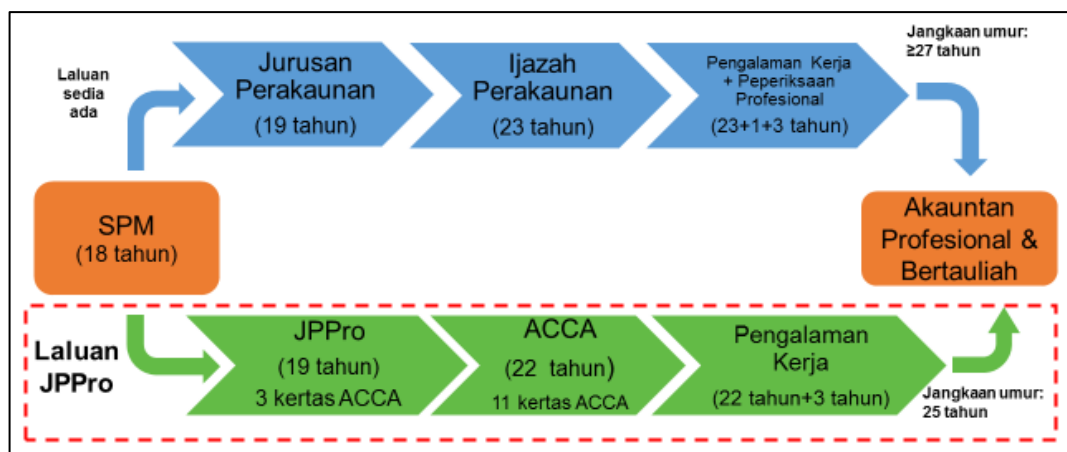 Laluan
sedia
ada
Jurusan
Perakaunan
(19 tahun)
Ijazah
Perakaunan
(23 tahun)
Pengalaman Kerja
+ Peperiksaan
Profesional
(23+1+3 tahun)
Jangkaan umur:
≥27 tahun
SPM
(18 tahun)
Akauntan
Profesional &
Bertauliah
Laluan
JPPro
JPPro
(19 tahun)
3 kertas ACCA
ACCA
(22 tahun)
11 kertas ACCA
Pengalaman
Kerja
(22 tahun+3 tahun)
Jangkaan umur:
25 tahun